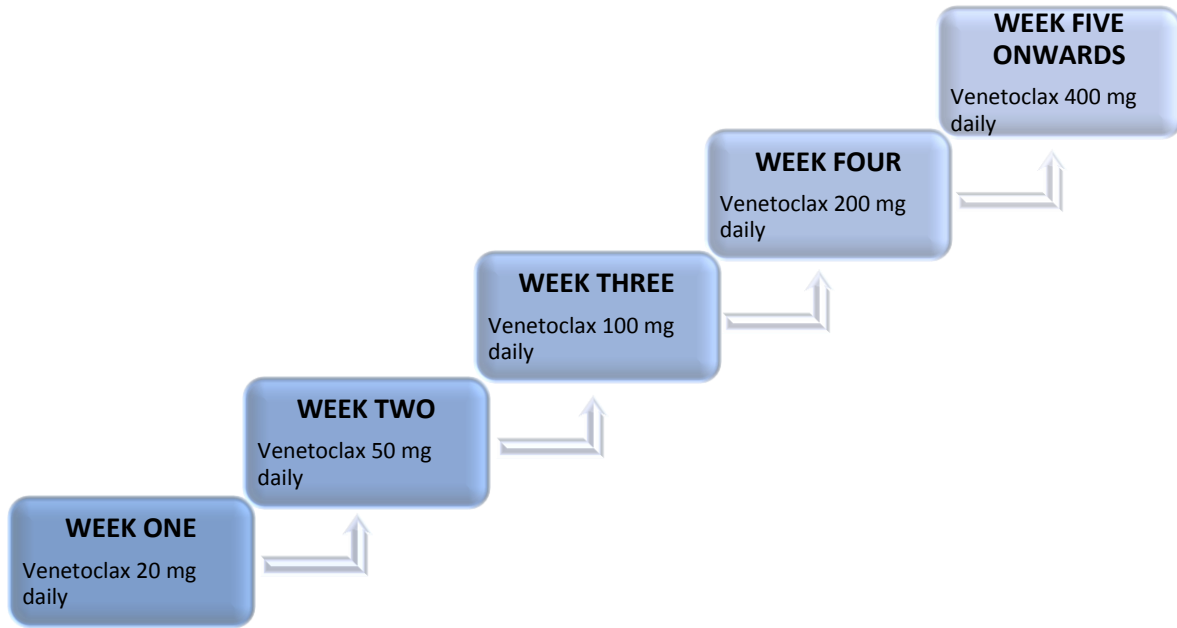 WEEK FIVE
ONWARDS
Venetoclax 400 mg
daily
WEEK FOUR
Venetoclax 200 mg
daily
WEEK THREE
Venetoclax 100 mg
daily
WEEK TWO
Venetoclax 50 mg
daily
WEEK ONE
Venetoclax 20 mg
daily